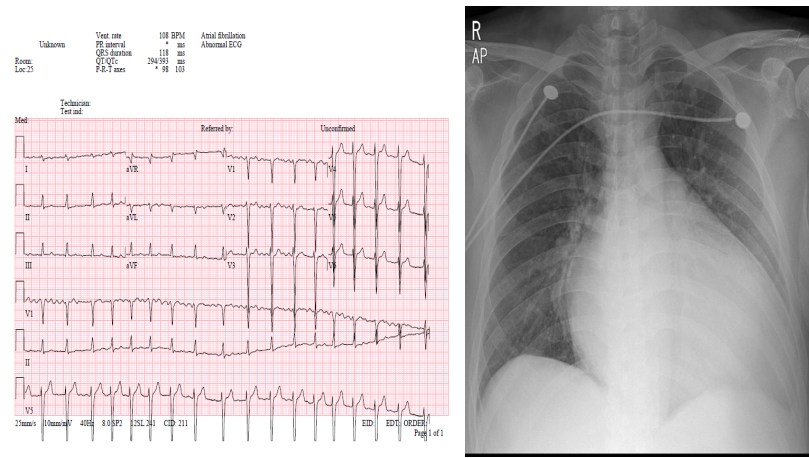 Vent. rate 108 BPM Atrial fibrillation
Unknown PR interval * ms Abnormal ECG
QRS duration 118 ms
Room: QT/QTc 294/393 ms
Loc:25 P-R-T axes * 98 103
Technician:
Test ind:
Med:
Referred by: Unconfirmed
I aVR V1 V4
II aVL V2 V5
III aVF V3 V6
V1
II
V5
25mm/s 10mm/mV 40Hz 8.0 SP2 12SL 241 CID: 211 EID: EDT: ORDER:
Page 1 of 1
R
AP